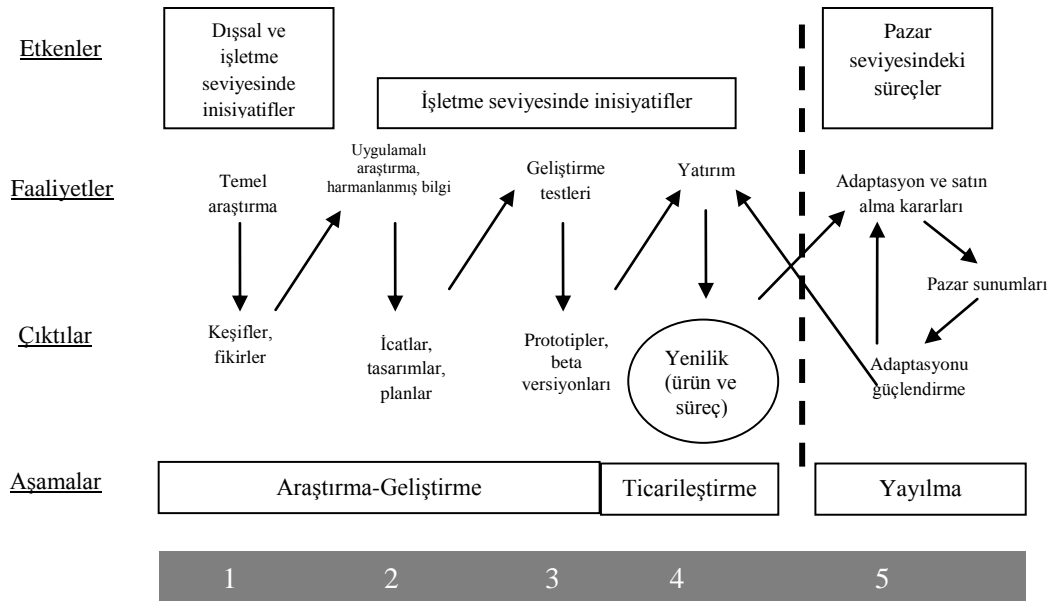 Etkenler
Dışsal ve
işletme
seviyesinde
inisiyatifler
İşletme seviyesinde inisiyatifler
Pazar
seviyesindeki
süreçler
Faaliyetler
Temel
araştırma
Uygulamalı
araştırma,
harmanlanmış bilgi
Geliştirme
testleri
Yatırım
Adaptasyon ve satın
alma kararları
Pazar sunumları
Çıktılar
Keşifler,
fikirler
İcatlar,
tasarımlar,
planlar
Prototipler,
beta
versiyonları
Yenilik
(ürün ve
süreç)
Adaptasyonu
güçlendirme
Aşamalar
Araştırma-Geliştirme
Ticarileştirme
Yayılma
1 2 3 4 5